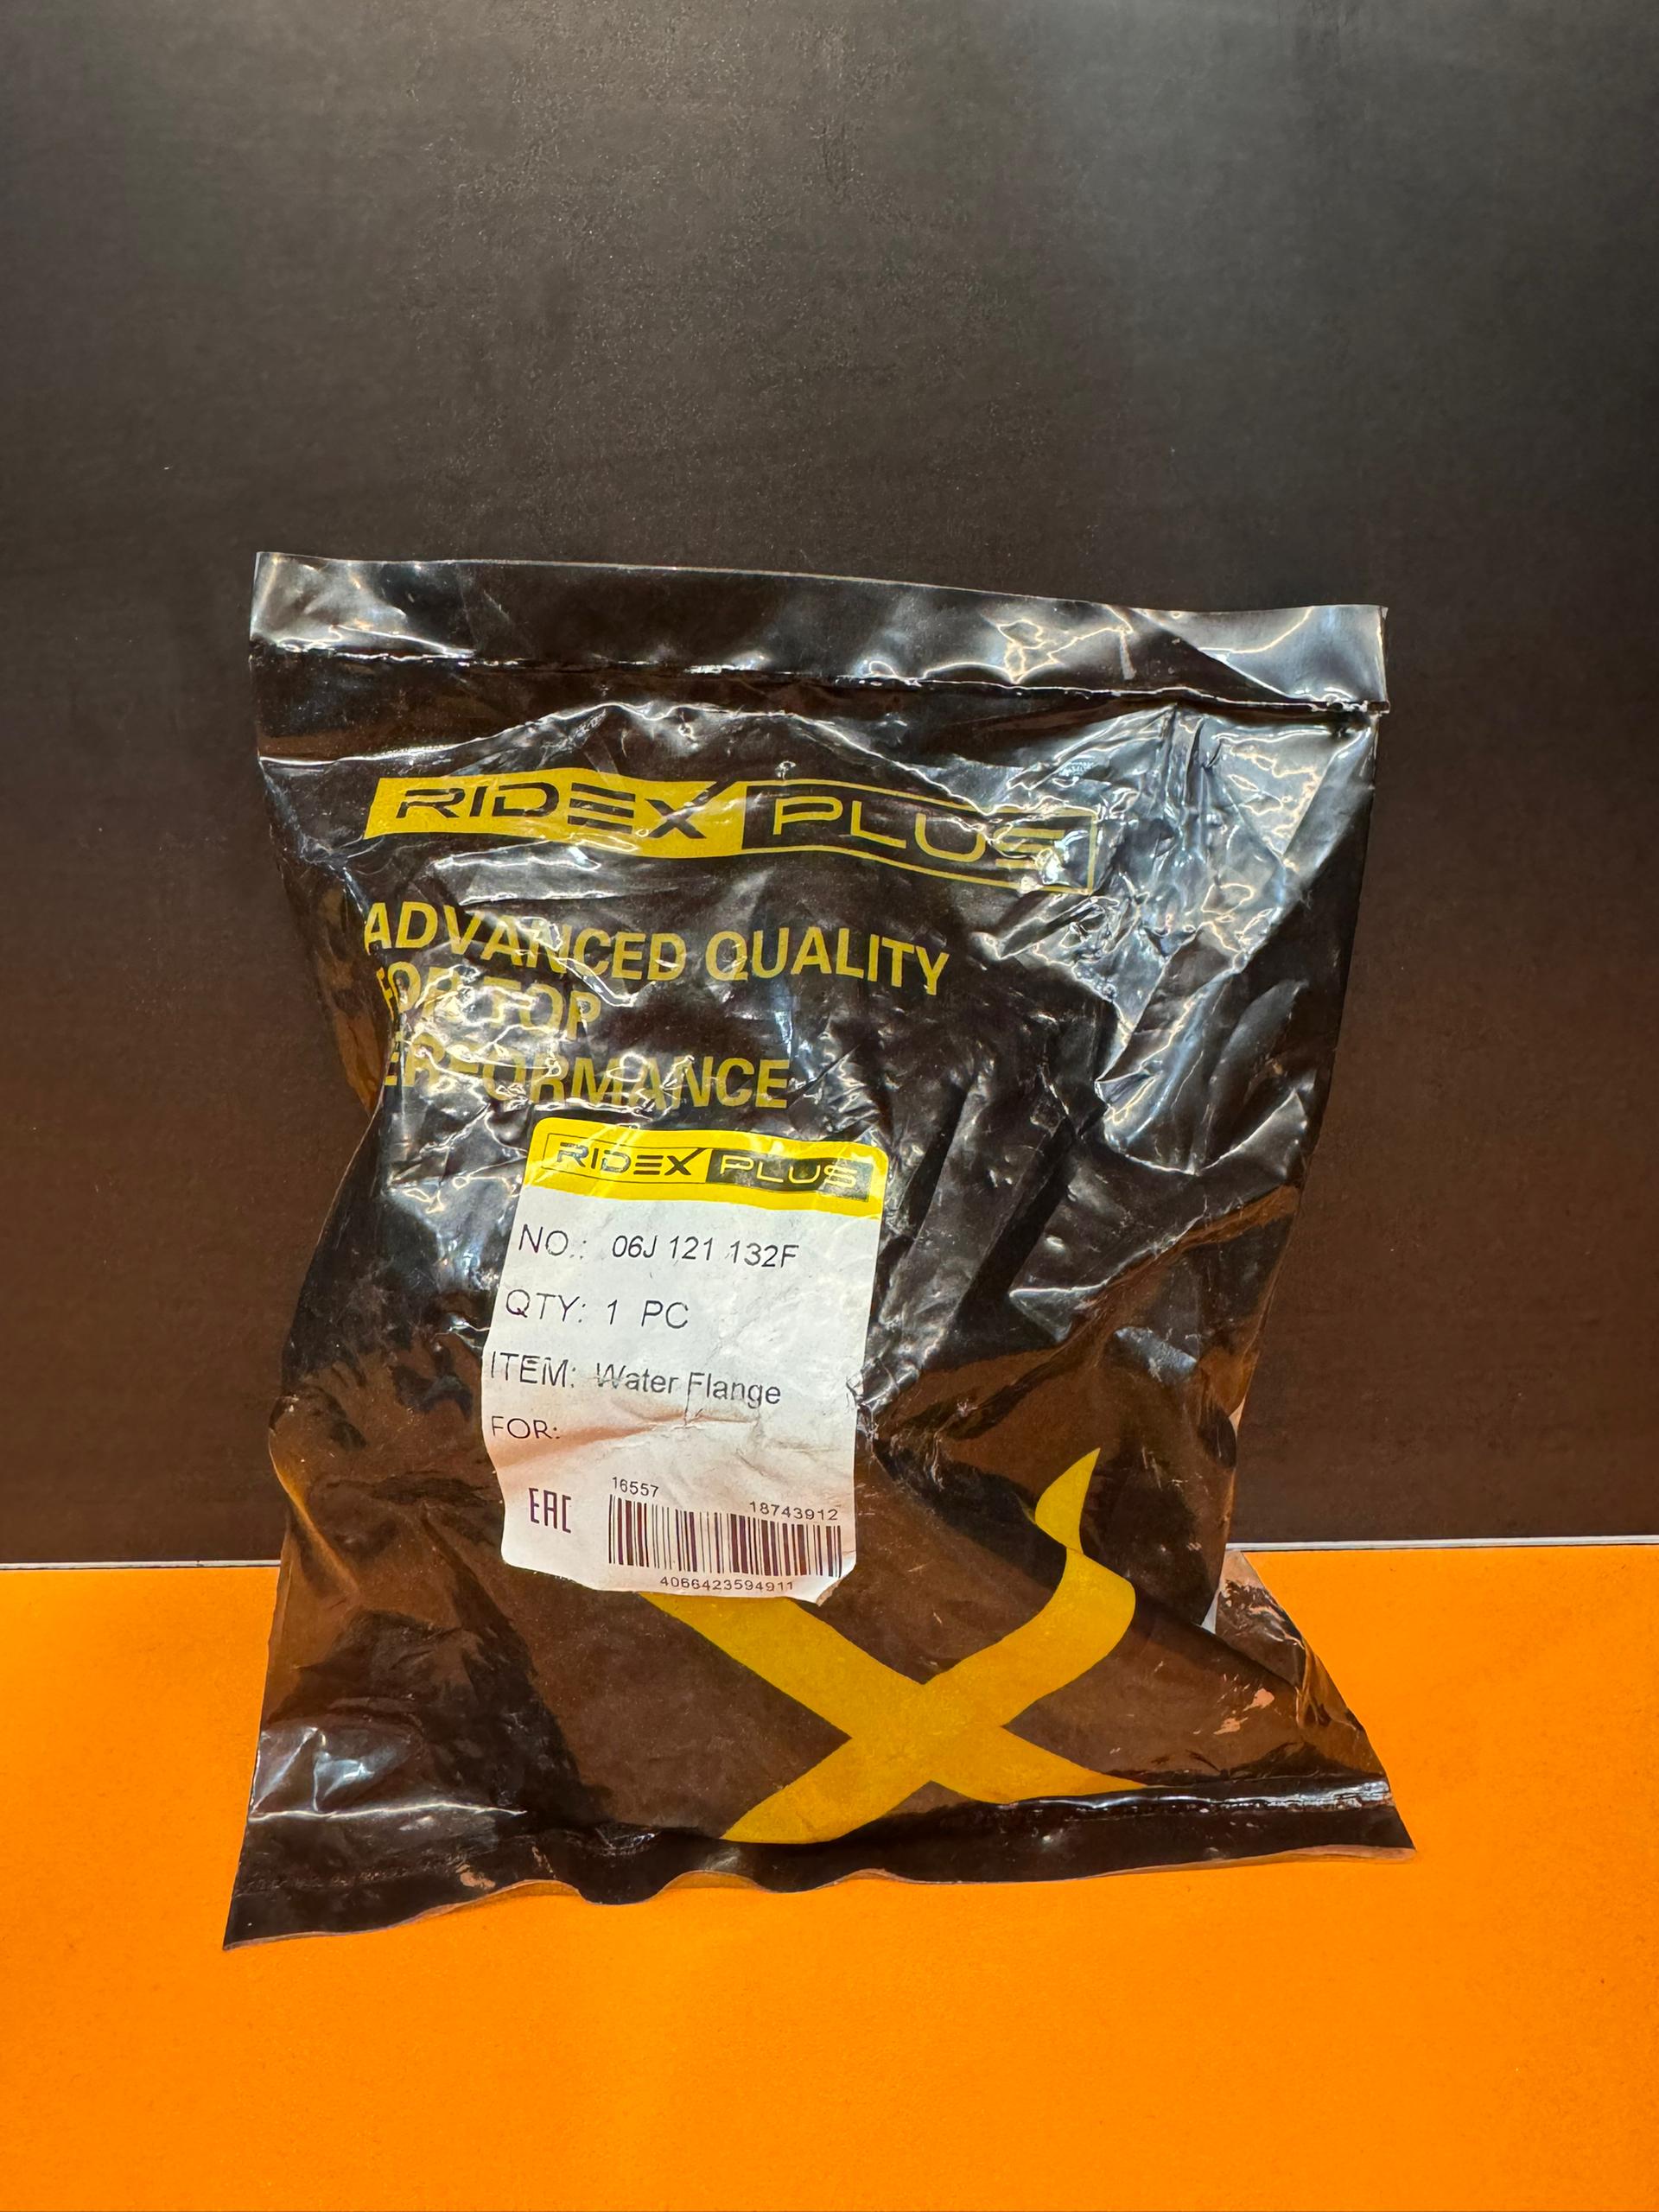 RIDEX PLUS
ADVANCED QUALITY
FOR TOP
PERFORMANCE
RIDEX PLUS
NO.: 06J 121 132F
QTY: 1 PC
ITEM: Water Flange
FOR:
EAC
16557
18743912
4066423594911